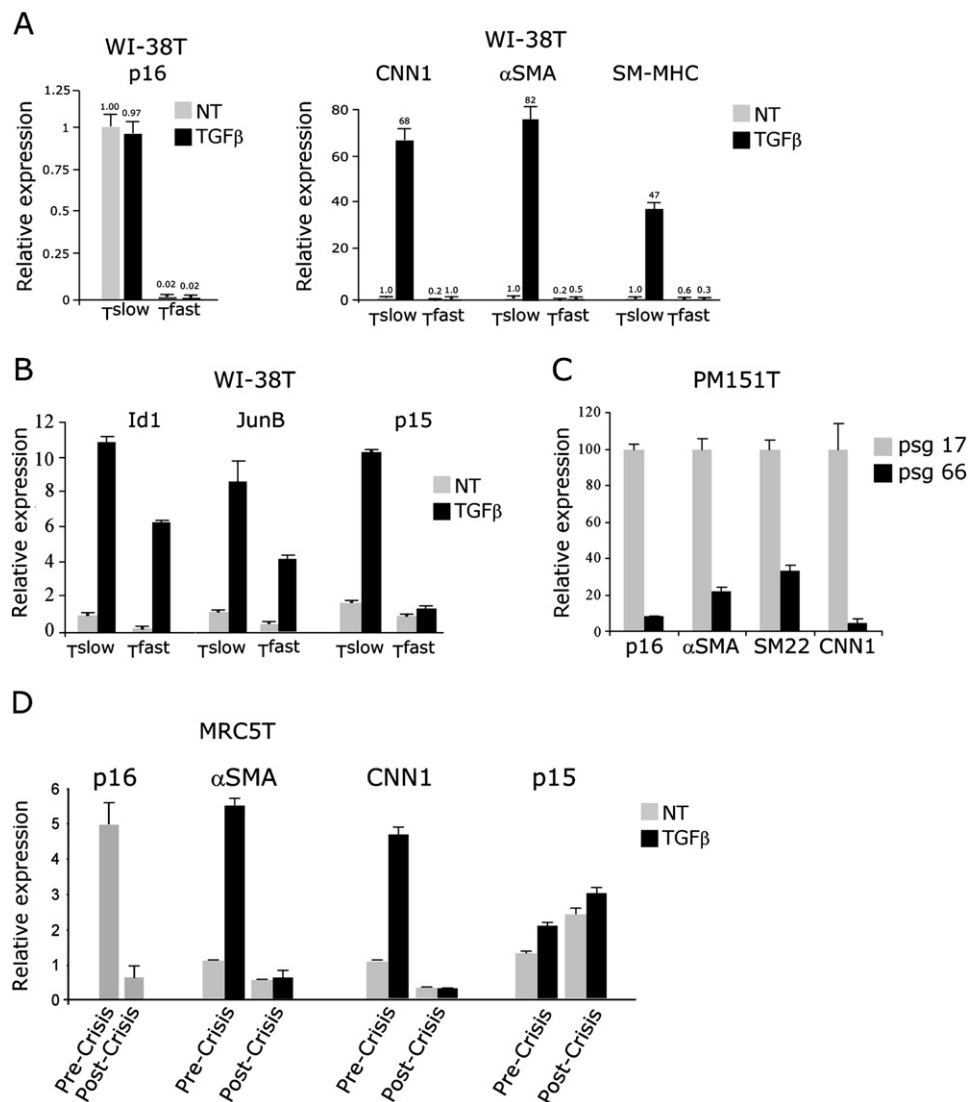 A
WI-38T
p16
Relative expression
1.25
1
0.75
0.5
0.25
0
1.00
0.97
0.02
0.02
NT
TGFβ
Tslow Tfast
WI-38T
CNN1 αSMA SM-MHC
Relative expression
80
60
40
20
0
1.0
68
0.2
1.0
1.0
82
0.2
0.5
1.0
47
0.6
0.3
NT
TGFβ
Tslow Tfast Tslow Tfast Tslow Tfast
B
WI-38T
Id1 JunB p15
Relative expression
12
10
8
6
4
2
0
NT
TGFβ
Tslow Tfast Tslow Tfast Tslow Tfast
C
PM151T
Relative expression
120
100
80
60
40
20
0
psg 17
psg 66
p16 αSMA SM22 CNN1
D
MRC5T
p16 αSMA CNN1 p15
Relative expression
6
5
4
3
2
1
0
NT
TGFβ
Pre-Crisis
Post-Crisis
Pre-Crisis
Post-Crisis
Pre-Crisis
Post-Crisis
Pre-Crisis
Post-Crisis